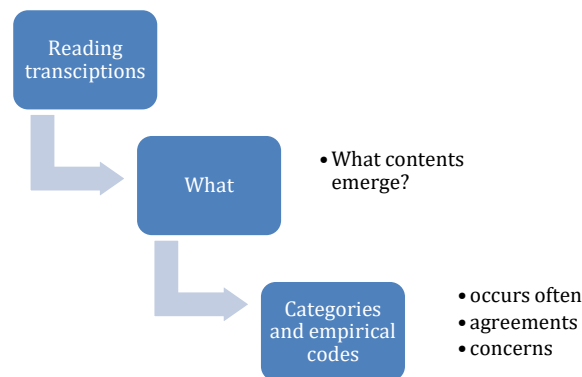 Reading
transciptions
What
• What contents
emerge?
Categories
and empirical
codes
• occurs often
• agreements
• concerns